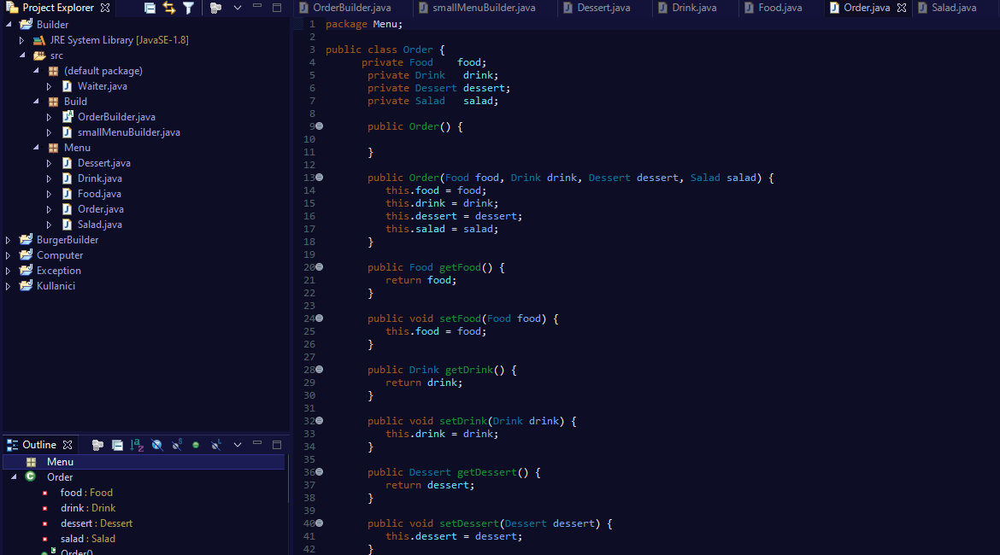 Project Explorer
Builder
JRE System Library [JavaSE-1.8]
src
(default package)
Waiter.java
Build
OrderBuilder.java
smallMenuBuilder.java
Menu
Dessert.java
Drink.java
Food.java
Order.java
Salad.java
BurgerBuilder
Computer
Exception
Kullanici
Outline
Menu
Order
food : Food
drink : Drink
dessert : Dessert
salad : Salad
Order()
OrderBuilder.java smallMenuBuilder.java Dessert.java Drink.java Food.java Order.java Salad.java
1 package Menu;
2
3 public class Order {
4 private Food food;
5 private Drink drink;
6 private Dessert dessert;
7 private Salad salad;
8
9 public Order() {
10
11 }
12
13 public Order(Food food, Drink drink, Dessert dessert, Salad salad) {
14 this.food = food;
15 this.drink = drink;
16 this.dessert = dessert;
17 this.salad = salad;
18 }
19
20 public Food getFood() {
21 return food;
22 }
23
24 public void setFood(Food food) {
25 this.food = food;
26 }
27
28 public Drink getDrink() {
29 return drink;
30 }
31
32 public void setDrink(Drink drink) {
33 this.drink = drink;
34 }
35
36 public Dessert getDessert() {
37 return dessert;
38 }
39
40 public void setDessert(Dessert dessert) {
41 this.dessert = dessert;
42 }